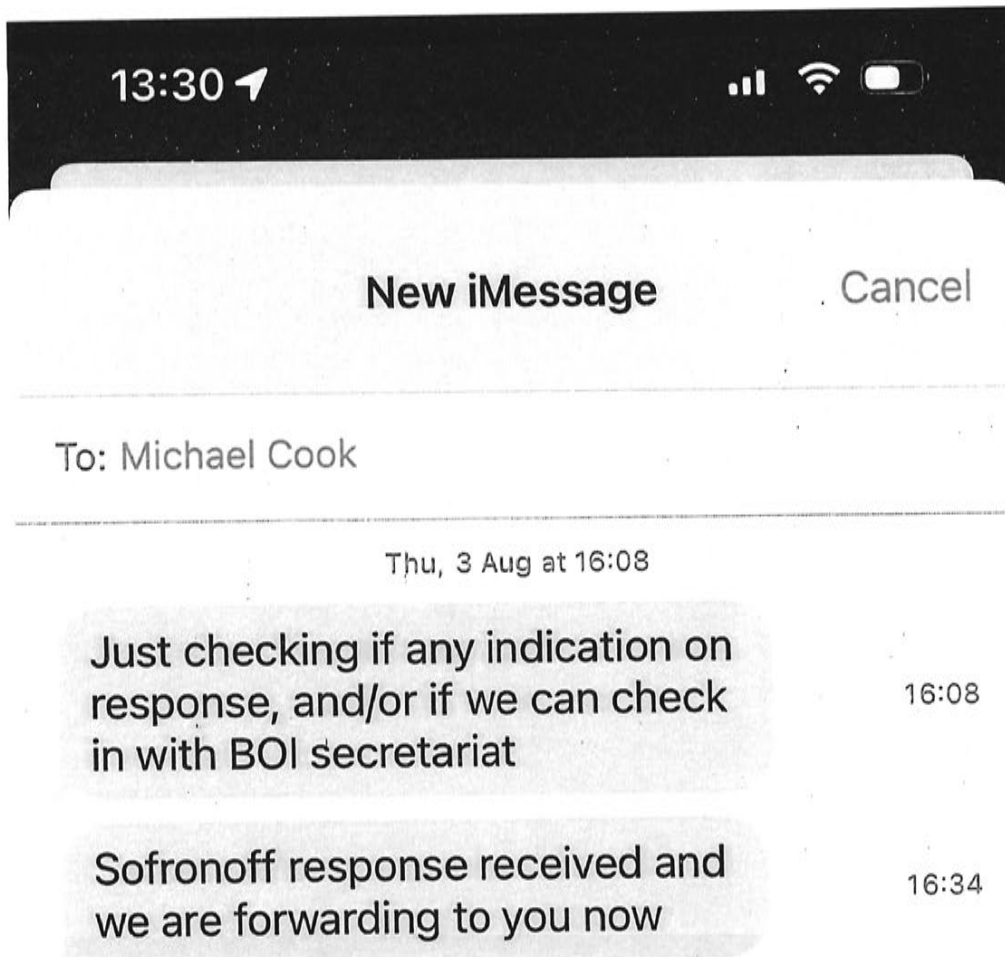 13:30
New iMessage
Cancel
To: Michael Cook
Thu, 3 Aug at 16:08
Just checking if any indication on
response, and/or if we can check
in with BOI secretariat
16:08
Sofronoff response received and
we are forwarding to you now
16:34